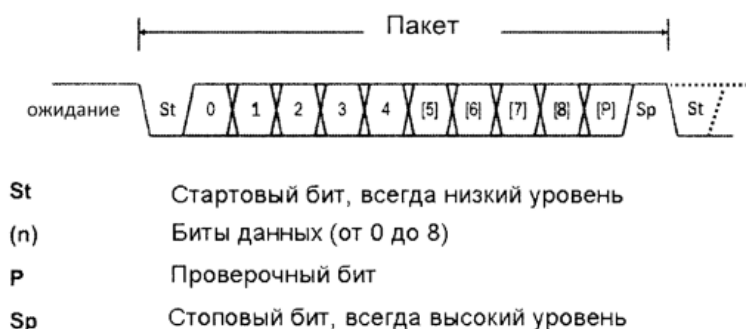 Пакет
ожидание St 0 1 2 3 4 [5] [6] [7] [8] [P] Sp St
St Стартовый бит, всегда низкий уровень
(n) Биты данных (от 0 до 8)
P Проверочный бит
Sp Стоповый бит, всегда высокий уровень